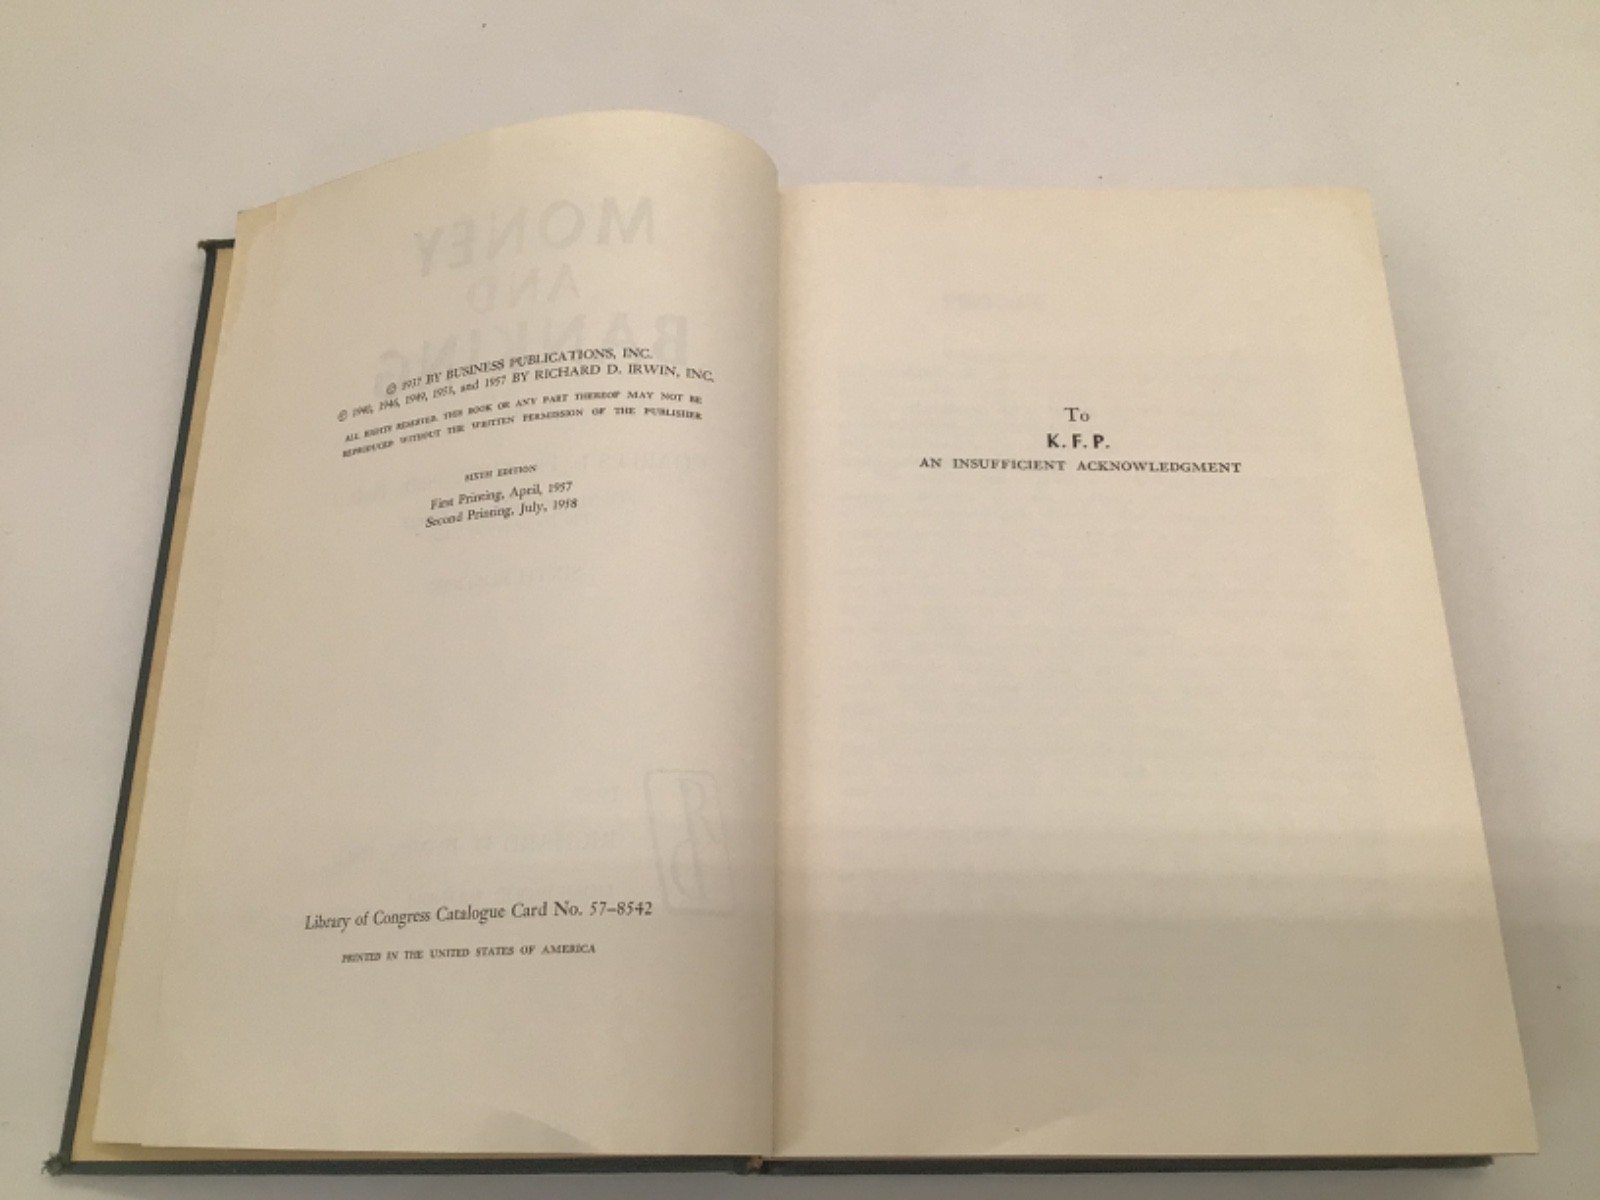 © 1937 BY BUSINESS PUBLICATIONS, INC.
© 1940, 1946, 1949, 1953, and 1957 BY RICHARD D. IRWIN, INC.
ALL RIGHTS RESERVED. THIS BOOK OR ANY PART THEREOF MAY NOT BE
REPRODUCED WITHOUT THE WRITTEN PERMISSION OF THE PUBLISHER
SIXTH EDITION
First Printing, April, 1957
Second Printing, July, 1958
Library of Congress Catalogue Card No. 57–8542
PRINTED IN THE UNITED STATES OF AMERICA
MONEY
AND
BANKING
To
K. F. P.
AN INSUFFICIENT ACKNOWLEDGMENT